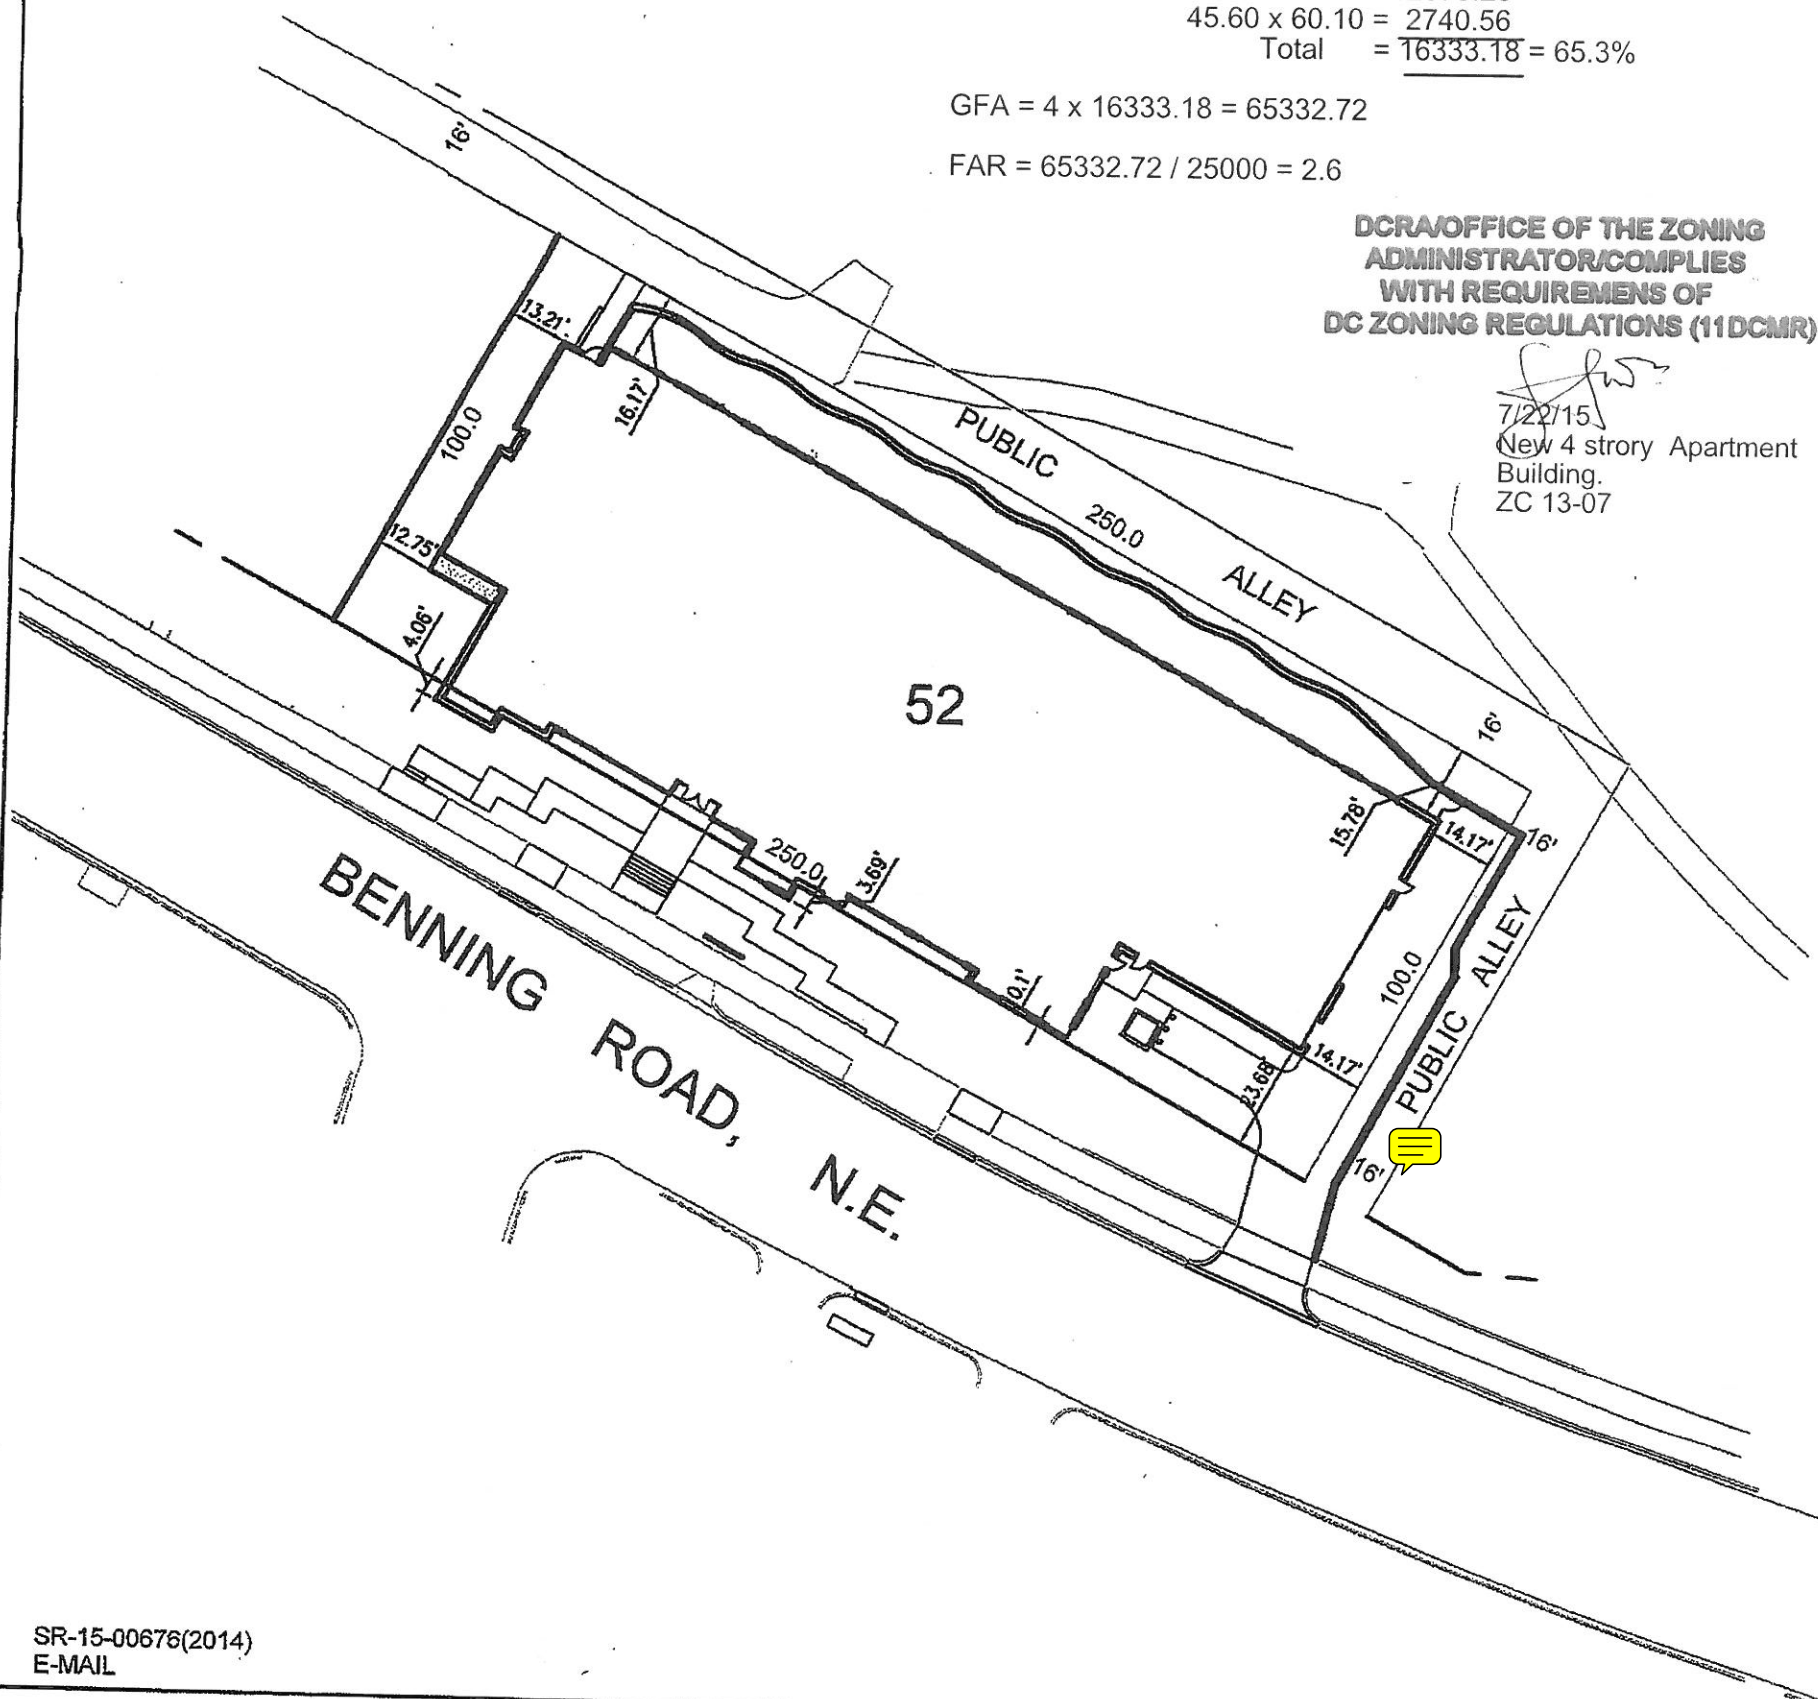 45.60 x 60.10 = 2740.56
Total = 16333.18 = 65.3%
GFA = 4 x 16333.18 = 65332.72
FAR = 65332.72 / 25000 = 2.6
DCRA/OFFICE OF THE ZONING
ADMINISTRATOR/COMPLIES
WITH REQUIREMENS OF
DC ZONING REGULATIONS (11DCMR)
7/22/15
New 4 strory Apartment
Building.
ZC 13-07
16'
13.21'
16.17'
100.0
PUBLIC
250.0
ALLEY
12.75'
4.06'
52
16'
15.78'
14.17'
16'
250.0
3.69'
BENNING
ROAD,
N.E.
0.1'
100.0
PUBLIC
ALLEY
23.68'
14.17'
16'
SR-15-00676(2014)
E-MAIL